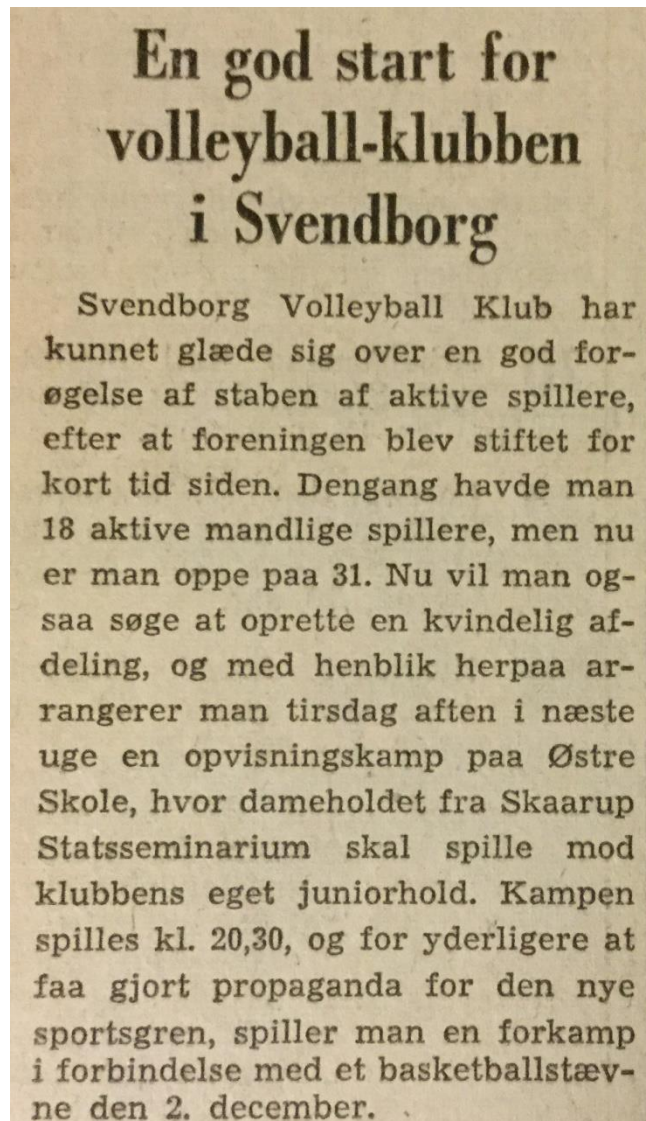 En god start for
volleyball-klubben
i Svendborg
Svendborg Volleyball Klub har
kunnet glæde sig over en god for-
øgelse af staben af aktive spillere,
efter at foreningen blev stiftet for
kort tid siden. Dengang havde man
18 aktive mandlige spillere, men nu
er man oppe paa 31. Nu vil man og-
saa søge at oprette en kvindelig af-
deling, og med henblik herpaa ar-
rangerer man tirsdag aften i næste
uge en opvisningskamp paa Østre
Skole, hvor dameholdet fra Skaarup
Statsseminarium skal spille mod
klubbens eget juniorhold. Kampen
spilles kl. 20,30, og for yderligere at
faa gjort propaganda for den nye
sportsgren, spiller man en forkamp
i forbindelse med et basketballstæv-
ne den 2. december.